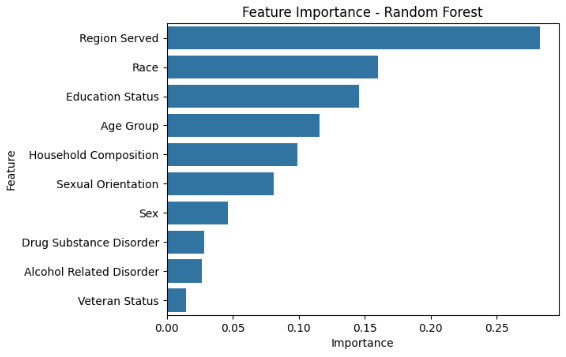 Feature Importance - Random Forest
Region Served
Race
Education Status
Age Group
Household Composition
Sexual Orientation
Sex
Drug Substance Disorder
Alcohol Related Disorder
Veteran Status
Feature
0.00 0.05 0.10 0.15 0.20 0.25
Importance